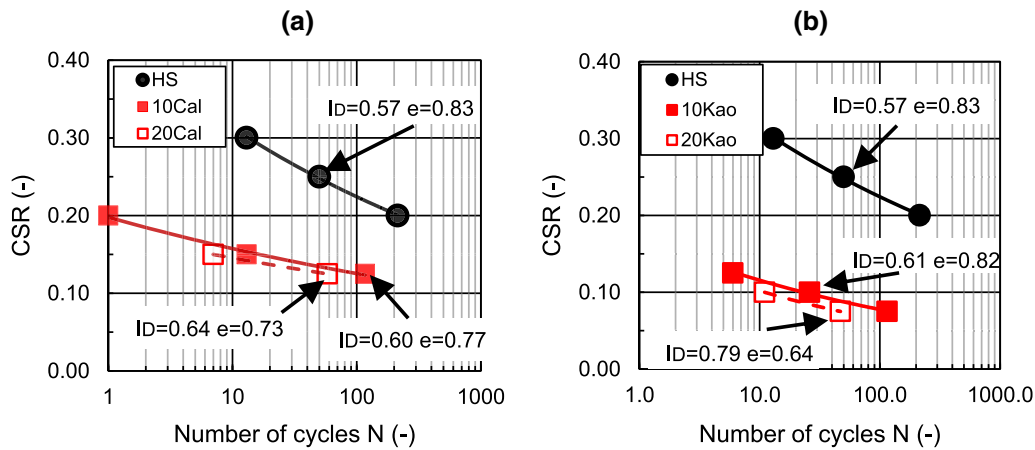 (a)
0.40
0.30
0.20
0.10
0.00
CSR (-)
HS
10Cal
20Cal
ID=0.57 e=0.83
ID=0.64 e=0.73
ID=0.60 e=0.77
1
10
100
1000
Number of cycles N (-)
(b)
0.40
0.30
0.20
0.10
0.00
CSR (-)
HS
10Kao
20Kao
ID=0.57 e=0.83
ID=0.61 e=0.82
ID=0.79 e=0.64
1.0
10.0
100.0
1000.0
Number of cycles N (-)